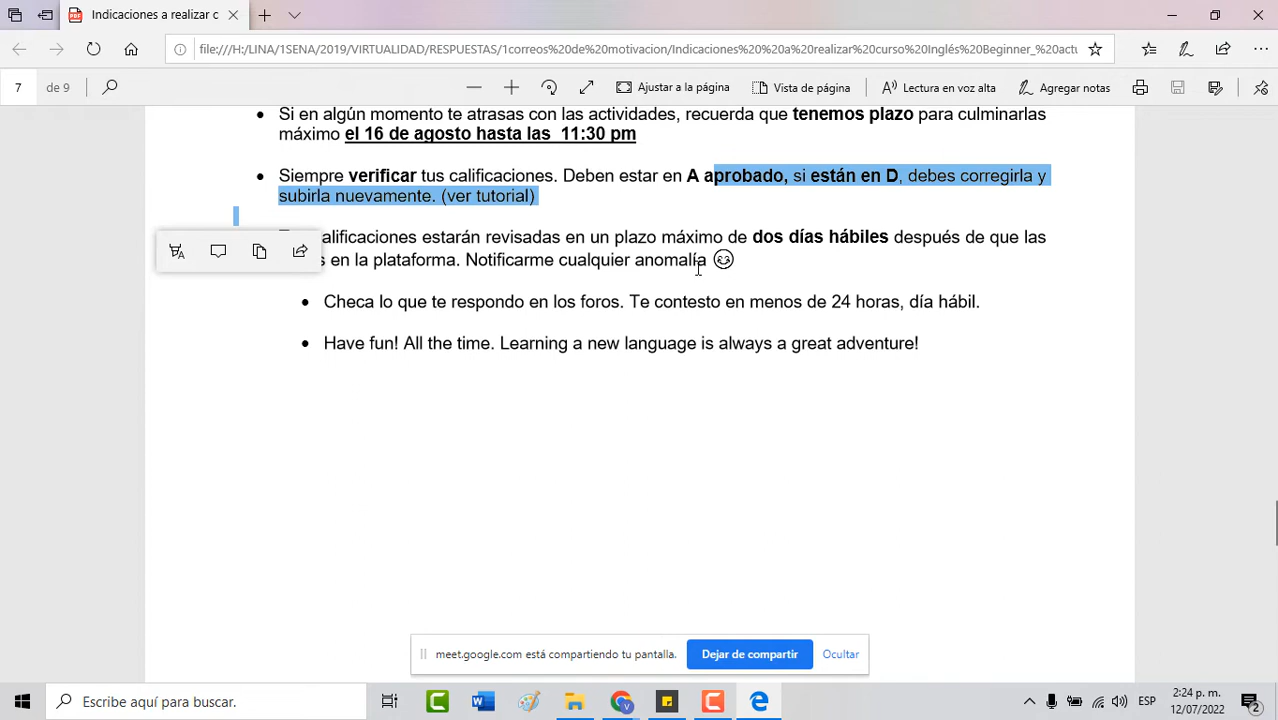 Indicaciones a realizar c
file:///H:/LINA/1SENA/2019/VIRTUALIDAD/RESPUESTAS/1correos%20de%20motivacion/Indicaciones%20%20a%20realizar%20curso%20Inglés%20Beginner_%20actu
7 de 9 Ajustar a la página Vista de página Lectura en voz alta Agregar notas
• Si en algún momento te atrasas con las actividades, recuerda que tenemos plazo para culminarlas
máximo el 16 de agosto hasta las 11:30 pm
• Siempre verificar tus calificaciones. Deben estar en A aprobado, si están en D, debes corregirla y
subirla nuevamente. (ver tutorial)
alificaciones estarán revisadas en un plazo máximo de dos días hábiles después de que las
en la plataforma. Notificarme cualquier anomalía 😊
• Checa lo que te respondo en los foros. Te contesto en menos de 24 horas, día hábil.
• Have fun! All the time. Learning a new language is always a great adventure!
meet.google.com está compartiendo tu pantalla. Dejar de compartir Ocultar
Escribe aquí para buscar. ESP 2:24 p. m.
12/07/2022 2